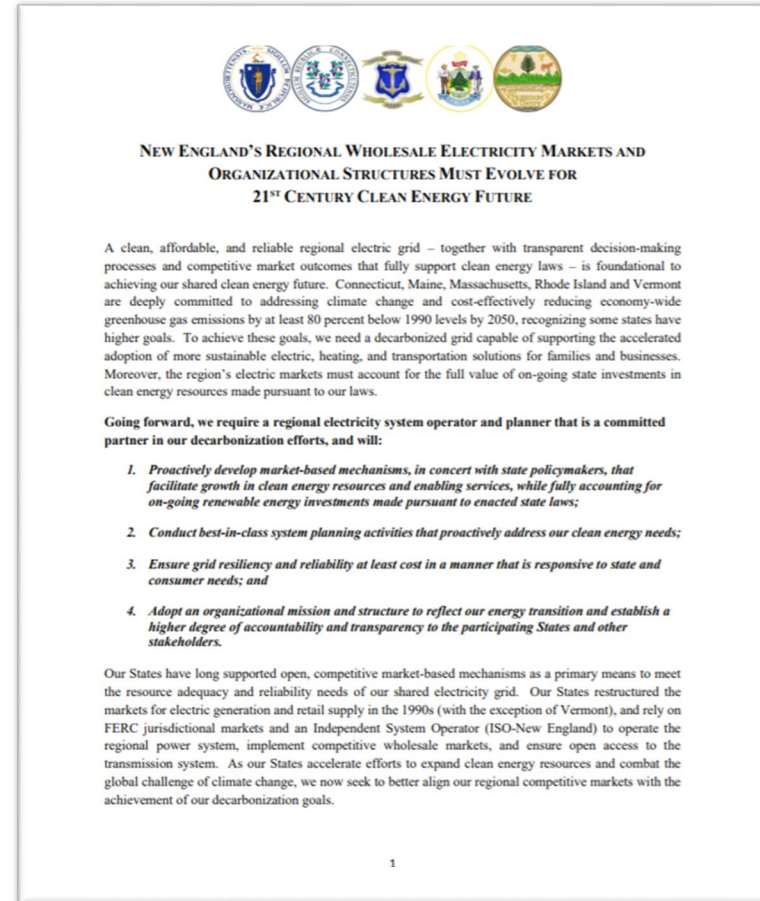 NEW ENGLAND'S REGIONAL WHOLESALE ELECTRICITY MARKETS AND
ORGANIZATIONAL STRUCTURES MUST EVOLVE FOR
21ST CENTURY CLEAN ENERGY FUTURE
A clean, affordable, and reliable regional electric grid – together with transparent decision-making
processes and competitive market outcomes that fully support clean energy laws – is foundational to
achieving our shared clean energy future. Connecticut, Maine, Massachusetts, Rhode Island and Vermont
are deeply committed to addressing climate change and cost-effectively reducing economy-wide
greenhouse gas emissions by at least 80 percent below 1990 levels by 2050, recognizing some states have
higher goals. To achieve these goals, we need a decarbonized grid capable of supporting the accelerated
adoption of more sustainable electric, heating, and transportation solutions for families and businesses.
Moreover, the region's electric markets must account for the full value of on-going state investments in
clean energy resources made pursuant to our laws.
Going forward, we require a regional electricity system operator and planner that is a committed
partner in our decarbonization efforts, and will:
1. Proactively develop market-based mechanisms, in concert with state policymakers, that
facilitate growth in clean energy resources and enabling services, while fully accounting for
on-going renewable energy investments made pursuant to enacted state laws;
2. Conduct best-in-class system planning activities that proactively address our clean energy needs;
3. Ensure grid resiliency and reliability at least cost in a manner that is responsive to state and
consumer needs; and
4. Adopt an organizational mission and structure to reflect our energy transition and establish a
higher degree of accountability and transparency to the participating States and other
stakeholders.
Our States have long supported open, competitive market-based mechanisms as a primary means to meet
the resource adequacy and reliability needs of our shared electricity grid. Our States restructured the
markets for electric generation and retail supply in the 1990s (with the exception of Vermont), and rely on
FERC jurisdictional markets and an Independent System Operator (ISO-New England) to operate the
regional power system, implement competitive wholesale markets, and ensure open access to the
transmission system. As our States accelerate efforts to expand clean energy resources and combat the
global challenge of climate change, we now seek to better align our regional competitive markets with the
achievement of our decarbonization goals.
1